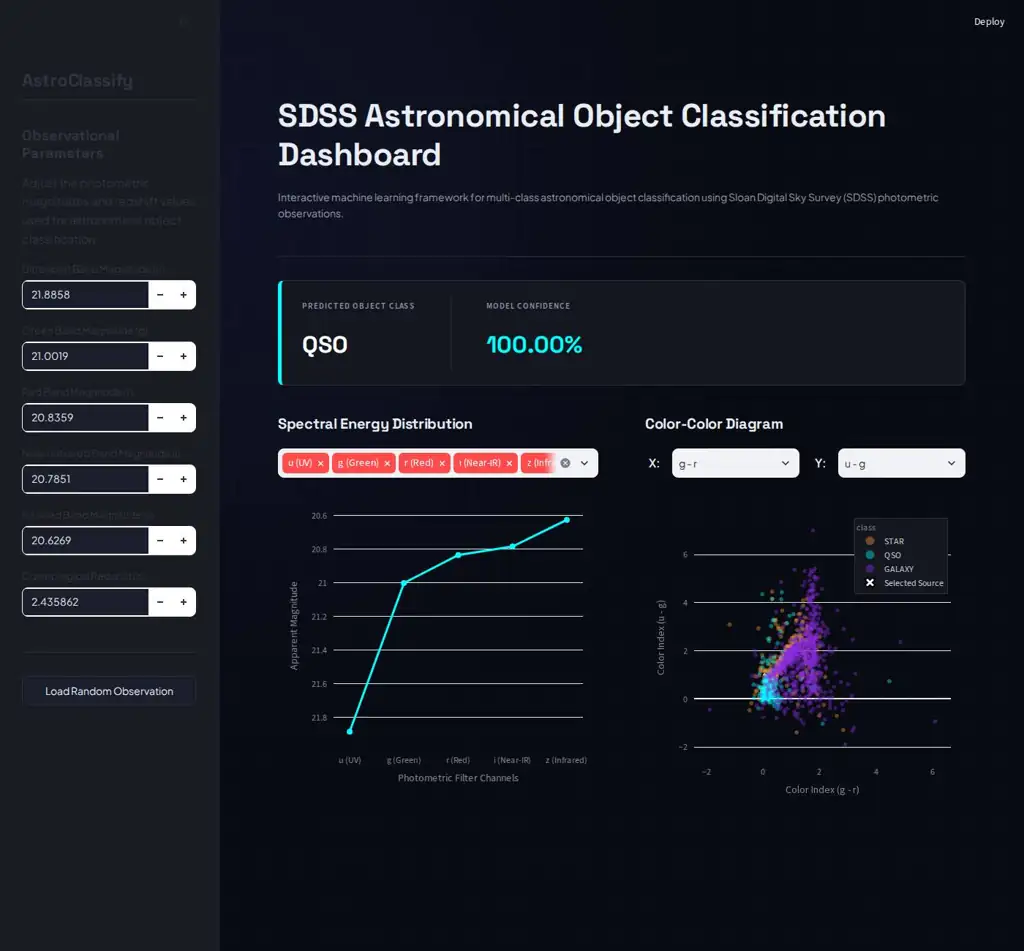 Deploy
AstroClassify
Observational
Parameters
Adjust the photometric
magnitudes and redshift values
used for astronomical object
classification.
Ultraviolet Band Magnitude (u)
21.8858
Green Band Magnitude (g)
21.0019
Red Band Magnitude (r)
20.8359
Near-Infrared Band Magnitude (i)
20.7851
Infrared Band Magnitude (z)
20.6269
Cosmological Redshift (z)
2.435862
Load Random Observation
SDSS Astronomical Object Classification
Dashboard
Interactive machine learning framework for multi-class astronomical object classification using Sloan Digital Sky Survey (SDSS) photometric
observations.
PREDICTED OBJECT CLASS
QSO
MODEL CONFIDENCE
100.00%
Spectral Energy Distribution
u (UV) × g (Green) × r (Red) × i (Near-IR) ×
20.6
20.8
21
21.2
21.4
21.6
21.8
Apparent Magnitude
u (UV) g (Green) r (Red) i (Near-IR) z (Infrared)
Photometric Filter Channels
Color-Color Diagram
X: g - r Y: u - g
class
STAR
QSO
GALAXY
Selected Source
6
4
2
0
−2
Color Index (u - g)
−2 0 2 4 6
Color Index (g - r)